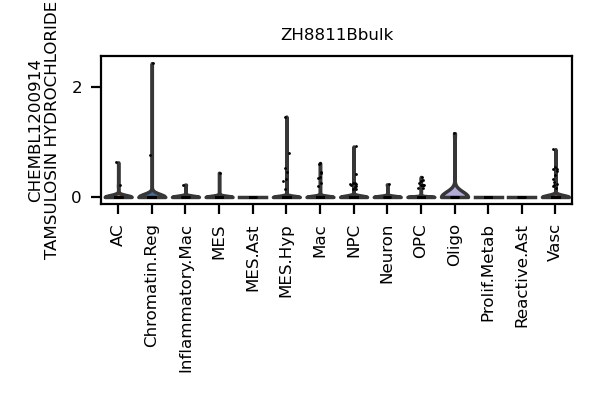 ZH8811Bbulk
CHEMBL1200914
TAMSULOSIN HYDROCHLORIDE
2
0
AC
Chromatin.Reg
Inflammatory.Mac
MES
MES.Ast
MES.Hyp
Mac
NPC
Neuron
OPC
Oligo
Prolif.Metab
Reactive.Ast
Vasc